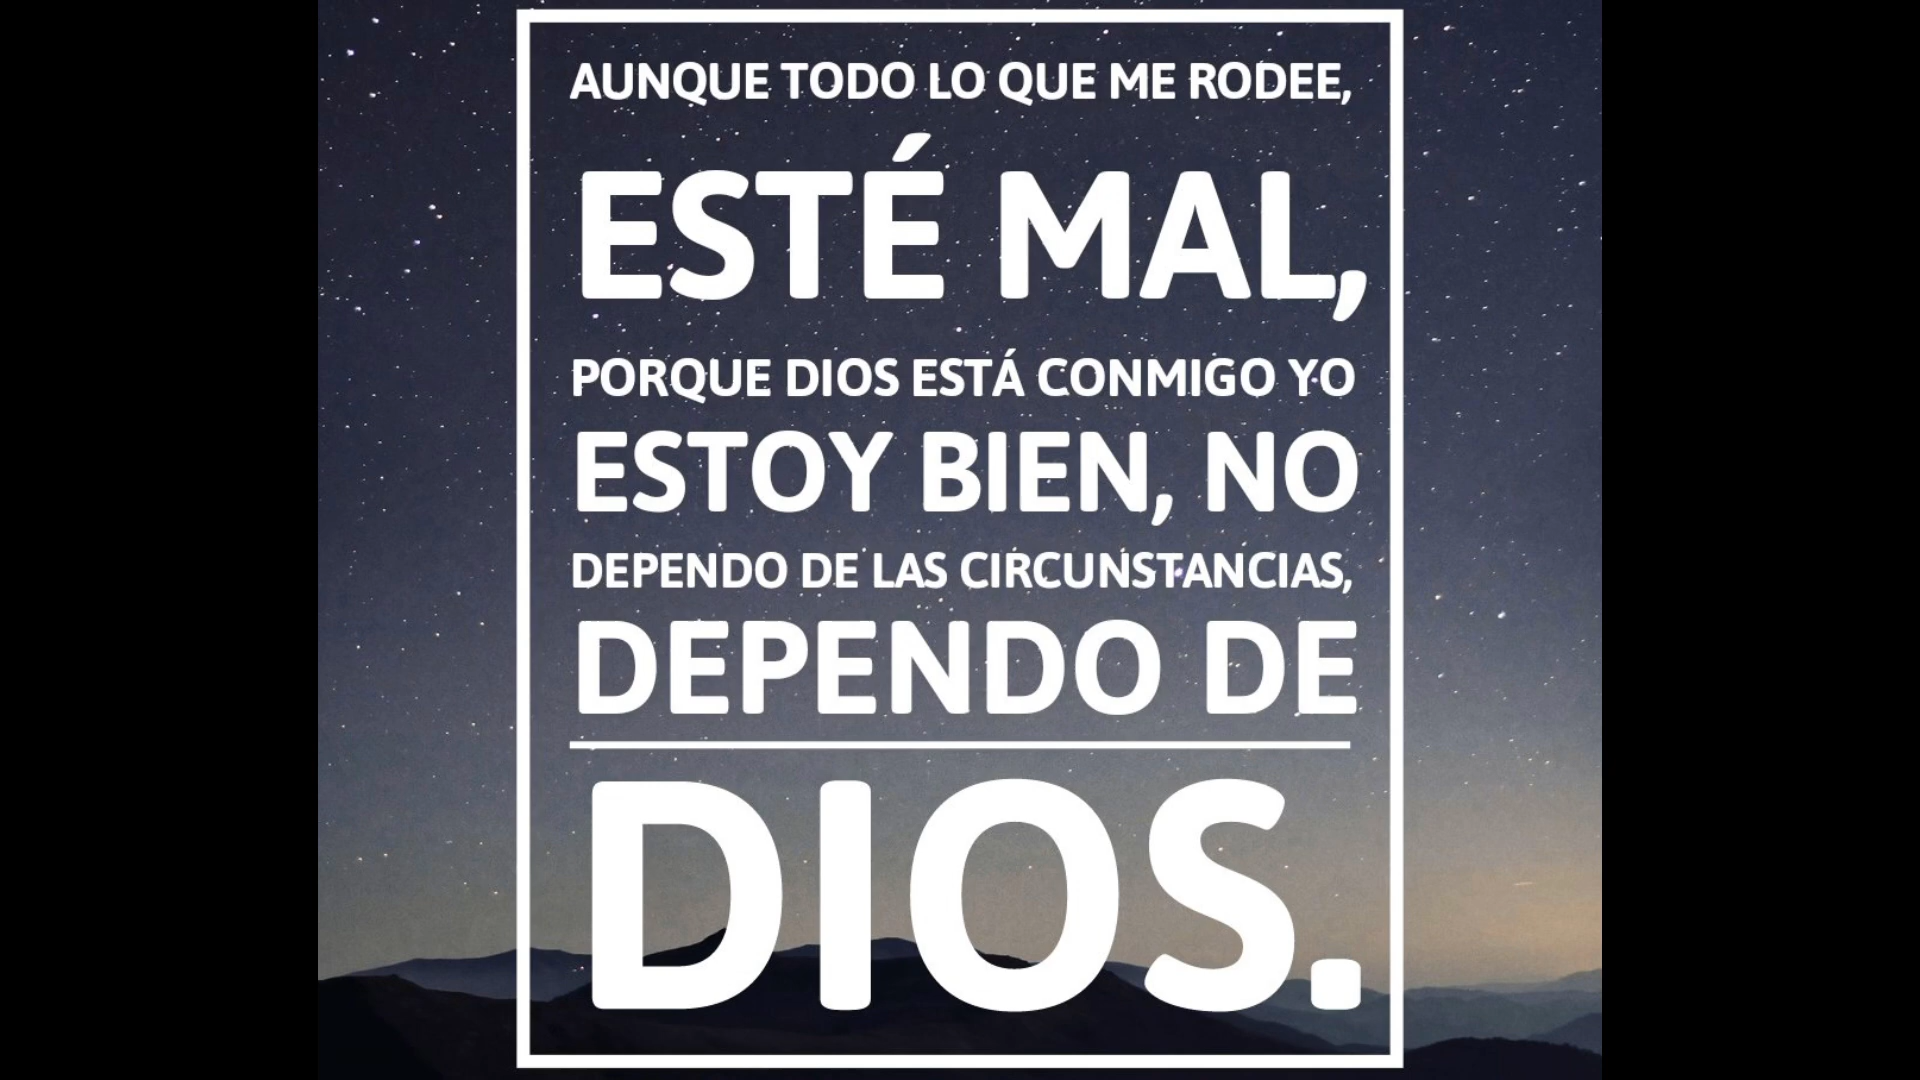 AUNQUE TODO LO QUE ME RODEE,
ESTÉ MAL,
PORQUE DIOS ESTÁ CONMIGO YO
ESTOY BIEN, NO
DEPENDO DE LAS CIRCUNSTANCIAS,
DEPENDO DE
DIOS.